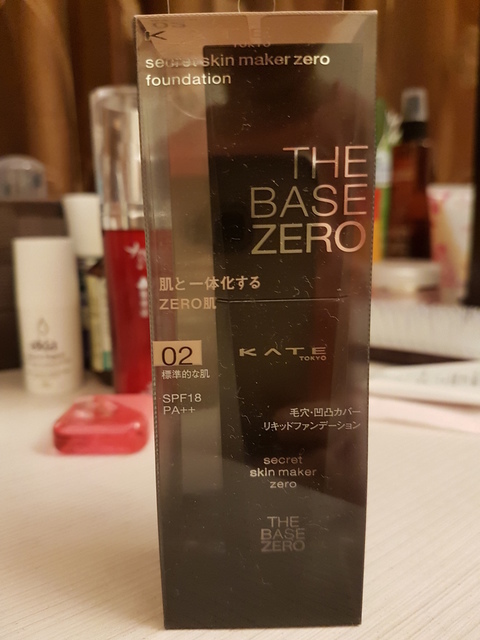 TOKYO
secret skin maker zero
foundation
THE
BASE
ZERO
肌と一体化する
ZERO肌
02
標準的な肌
SPF18
PA++
KATE
TOKYO
毛穴・凹凸カバー
リキッドファンデーション
secret
skin maker
zero
THE
BASE
ZERO